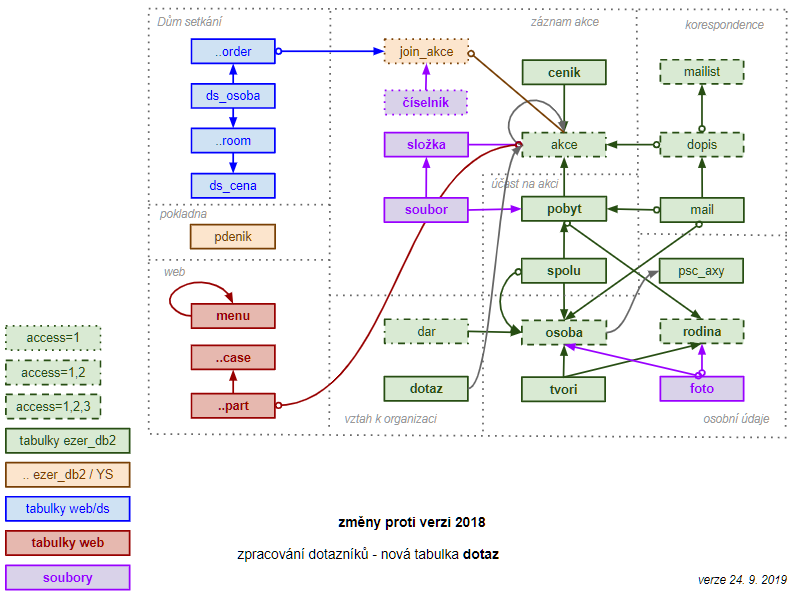 Dům setkání
záznam akce
korespondence
..order
join_akce
ds_osoba
cenik
mailist
číselník
..room
složka
akce
dopis
ds_cena
účast na akci
pokladna
soubor
pobyt
mail
pdenik
web
spolu
psc_axy
menu
dar
osoba
rodina
..case
..part
dotaz
tvori
foto
vztah k organizaci
osobní údaje
access=1
access=1,2
access=1,2,3
tabulky ezer_db2
.. ezer_db2 / YS
tabulky web/ds
tabulky web
soubory
změny proti verzi 2018
zpracování dotazníků - nová tabulka dotaz
verze 24. 9. 2019